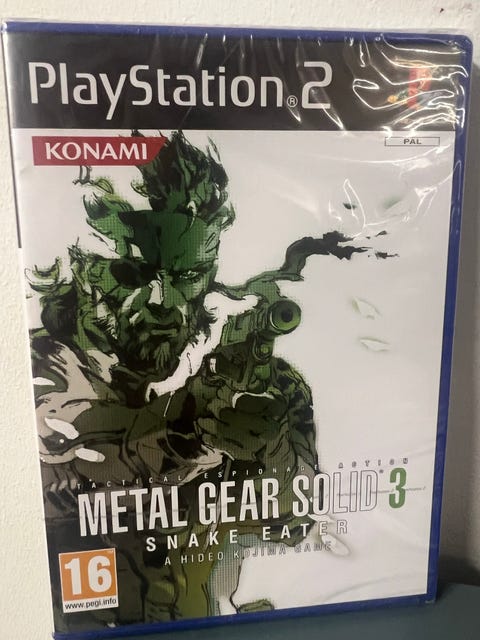 PlayStation®2
PAL
KONAMI
TACTICAL ESPIONAGE ACTION
METAL GEAR SOLID® 3
SNAKE EATER
A HIDEO KOJIMA GAME
16
www.pegi.info